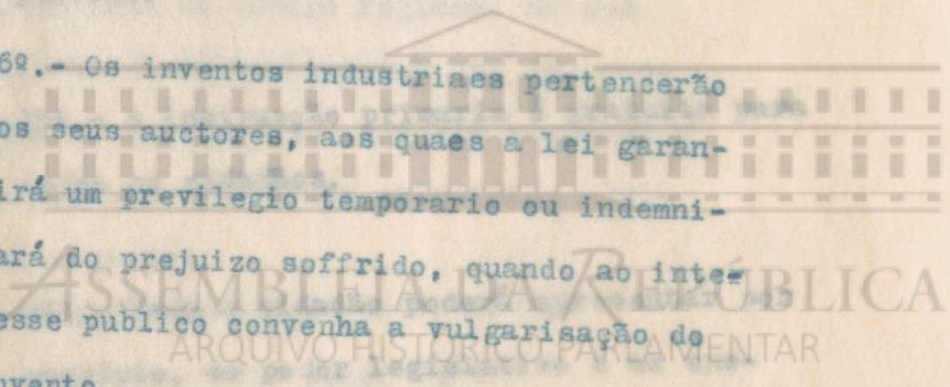 6º.- Os inventos industriaes pertencerão
os seus auctores, aos quaes a lei garan-
irá um previlegio temporario ou indemni-
ará do prejuizo soffrido, quando ao inte-
esse publico convenha a vulgarisação do
nvento
ASSEMBLEIA DA REPÚBLICA
ARQUIVO HISTÓRICO PARLAMENTAR